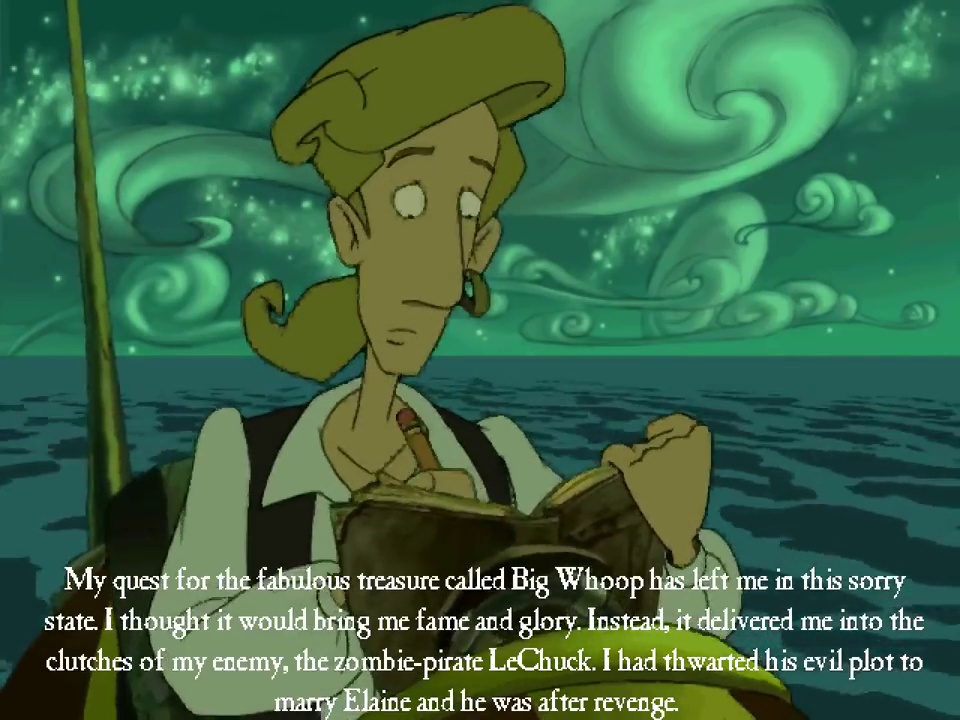 My quest for the fabulous treasure called Big Whoop has left me in this sorry
state. I thought it would bring me fame and glory. Instead, it delivered me into the
clutches of my enemy, the zombie-pirate LeChuck. I had thwarted his evil plot to
marry Elaine and he was after revenge.